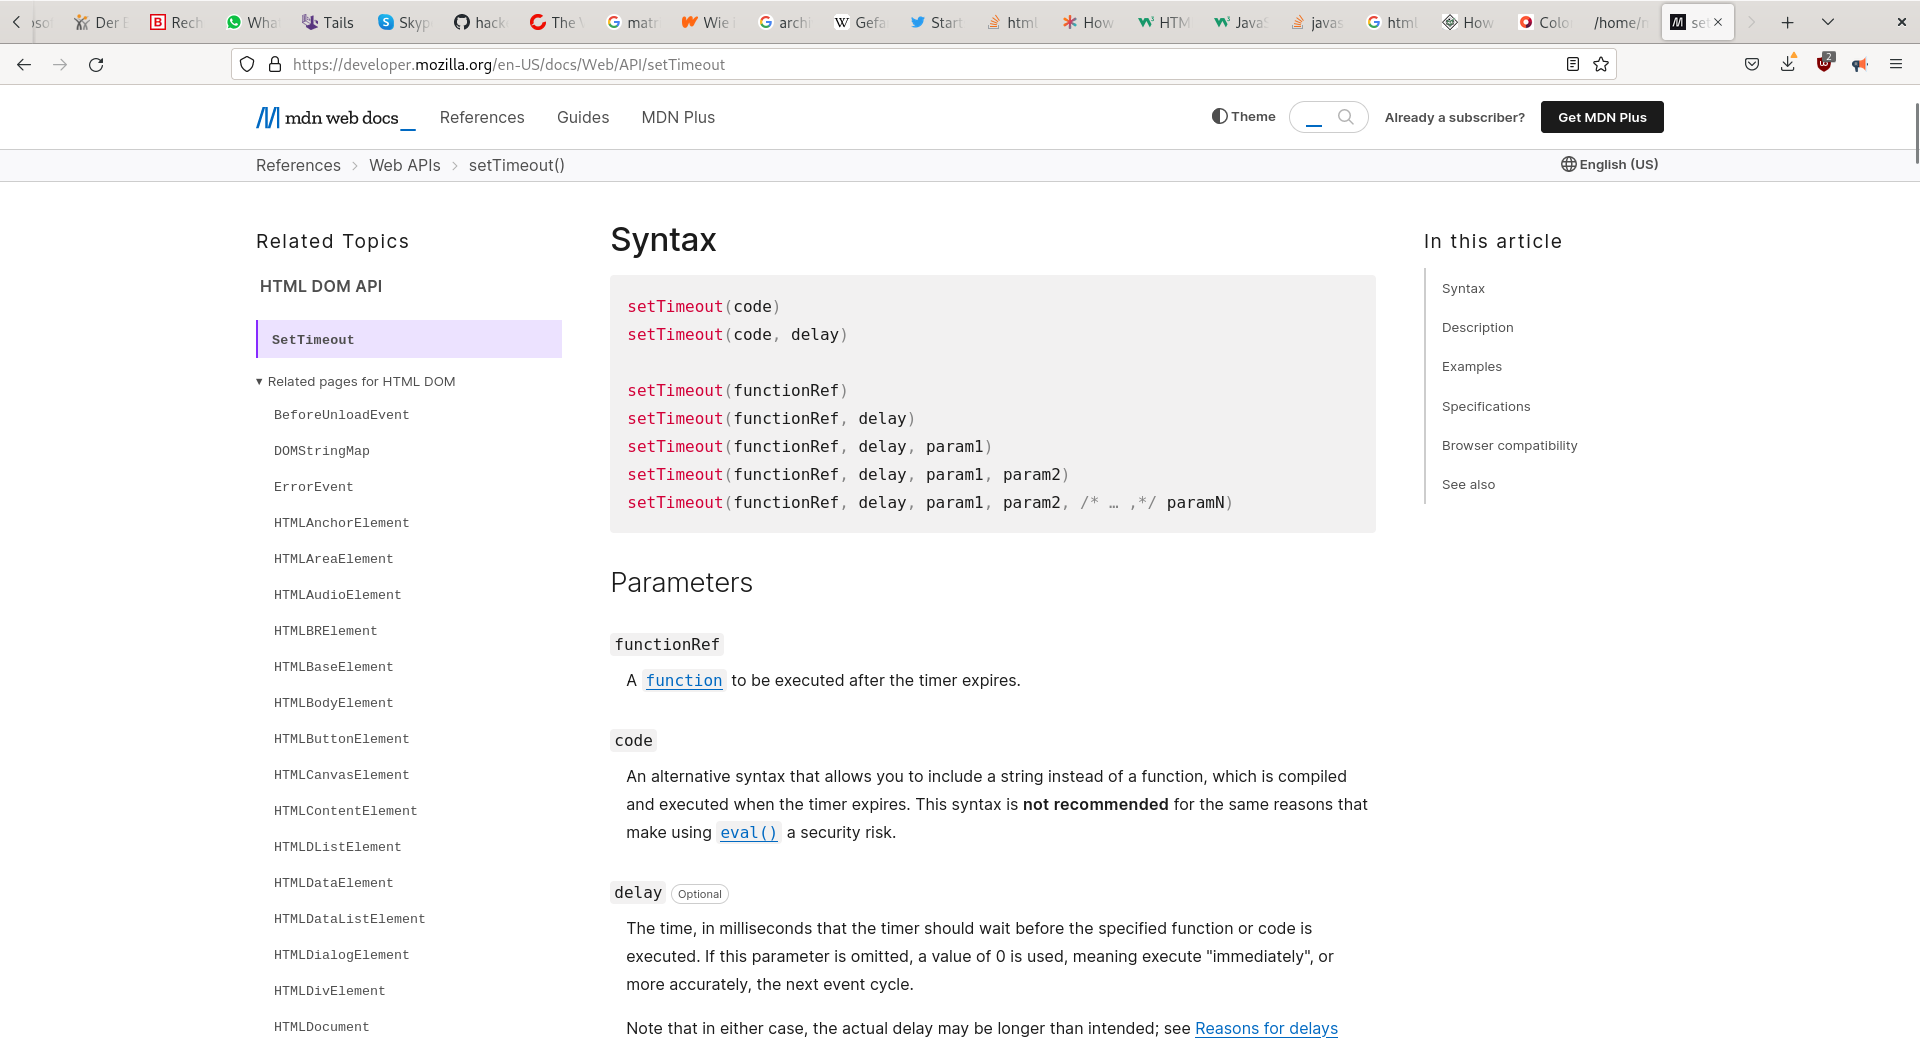 Der
Rech
Wha
Tails
Skyp
hack
The
matr
Wie
archi
Gefa
Start
html
How
HTM
Java
javas
html
How
Colo
/home/
set
https://developer.mozilla.org/en-US/docs/Web/API/setTimeout
2
mdn web docs_
References
Guides
MDN Plus
Theme
Already a subscriber?
Get MDN Plus
References
Web APIs
setTimeout()
English (US)
Related Topics
HTML DOM API
SetTimeout
▾ Related pages for HTML DOM
BeforeUnloadEvent
DOMStringMap
ErrorEvent
HTMLAnchorElement
HTMLAreaElement
HTMLAudioElement
HTMLBRElement
HTMLBaseElement
HTMLBodyElement
HTMLButtonElement
HTMLCanvasElement
HTMLContentElement
HTMLDListElement
HTMLDataElement
HTMLDataListElement
HTMLDialogElement
HTMLDivElement
HTMLDocument
Syntax
setTimeout(code)
setTimeout(code, delay)
setTimeout(functionRef)
setTimeout(functionRef, delay)
setTimeout(functionRef, delay, param1)
setTimeout(functionRef, delay, param1, param2)
setTimeout(functionRef, delay, param1, param2, /* … ,*/ paramN)
Parameters
functionRef
A function to be executed after the timer expires.
code
An alternative syntax that allows you to include a string instead of a function, which is compiled
and executed when the timer expires. This syntax is not recommended for the same reasons that
make using eval() a security risk.
delay Optional
The time, in milliseconds that the timer should wait before the specified function or code is
executed. If this parameter is omitted, a value of 0 is used, meaning execute "immediately", or
more accurately, the next event cycle.
Note that in either case, the actual delay may be longer than intended; see Reasons for delays
In this article
Syntax
Description
Examples
Specifications
Browser compatibility
See also